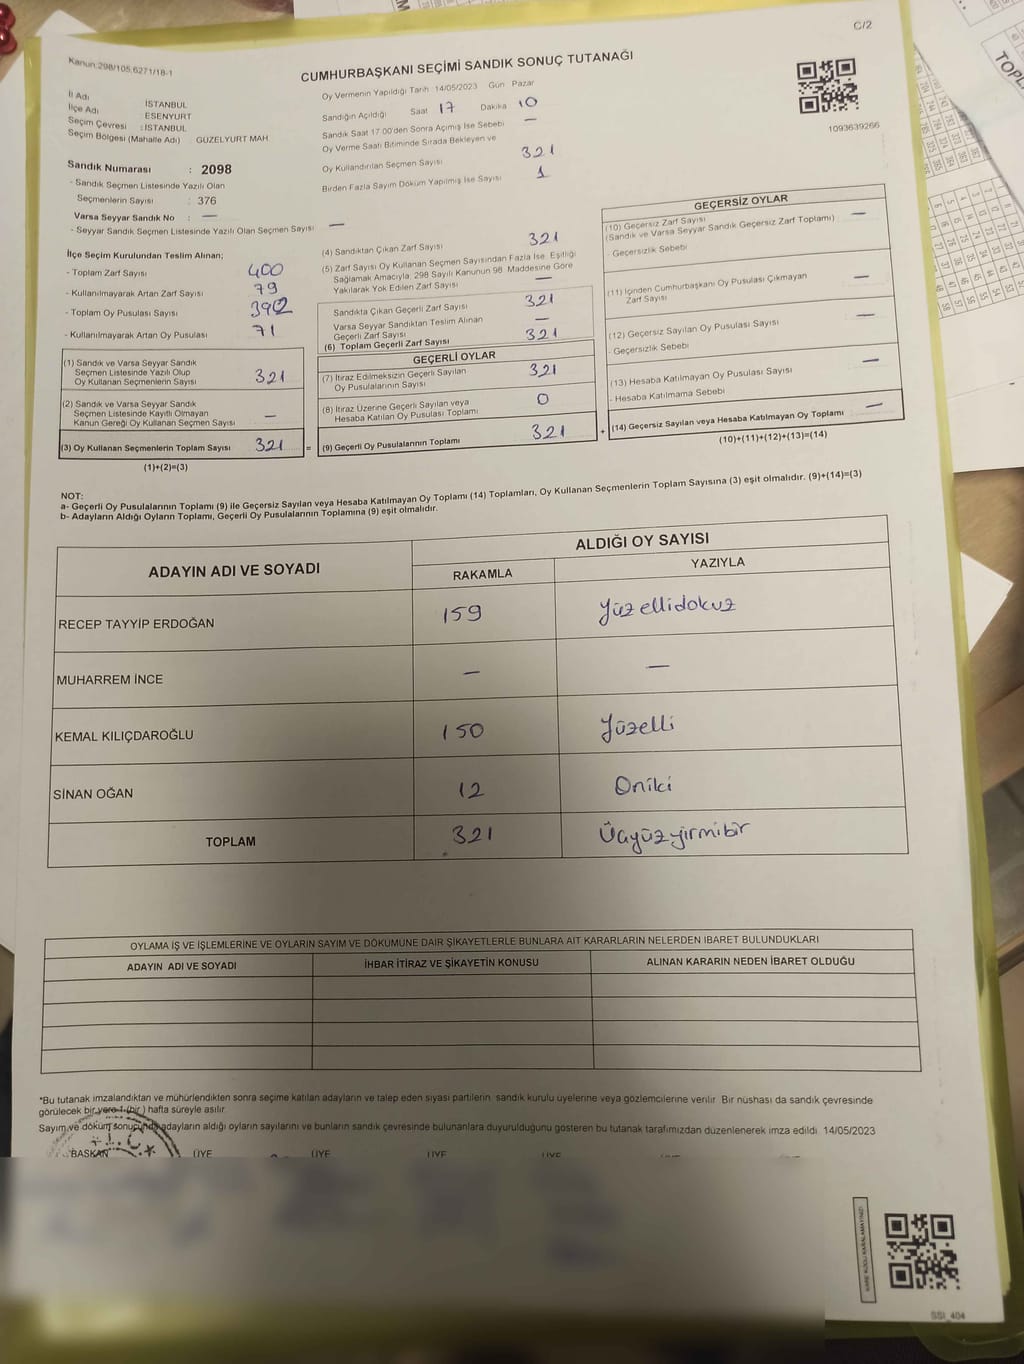 C/2
Kanun:298/105,6271/18-1
CUMHURBAŞKANI SEÇİMİ SANDIK SONUÇ TUTANAĞI
İl Adı İSTANBUL
İlçe Adı ESENYURT
Seçim Çevresi : İSTANBUL
Seçim Bölgesi (Mahalle Adı) GÜZELYURT MAH
Sandık Numarası : 2098
- Sandık Seçmen Listesinde Yazılı Olan
Seçmenlerin Sayısı : 376
Varsa Seyyar Sandık No : —
- Seyyar Sandık Seçmen Listesinde Yazılı Olan Seçmen Sayısı —
Oy Vermenin Yapıldığı Tarih : 14/05/2023 Gün Pazar
Sandığın Açıldığı Saat 17 Dakika 10
Sandık Saat 17:00'den Sonra Açımış İse Sebebi —
Oy Verme Saati Bitiminde Sırada Bekleyen ve
Oy Kullandırılan Seçmen Sayısı 321
Birden Fazla Sayım Döküm Yapılmış İse Sayısı 1
1093639266
İlçe Seçim Kurulundan Teslim Alınan;
- Toplam Zarf Sayısı 400
- Kullanılmayarak Artan Zarf Sayısı 79
- Toplam Oy Pusulası Sayısı 392
- Kullanılmayarak Artan Oy Pusulası 71
(1) Sandık ve Varsa Seyyar Sandık
Seçmen Listesinde Yazılı Olup
Oy Kullanan Seçmenlerin Sayısı 321
(2) Sandık ve Varsa Seyyar Sandık
Seçmen Listesinde Kayıtlı Olmayan
Kanun Gereği Oy Kullanan Seçmen Sayısı —
(3) Oy Kullanan Seçmenlerin Toplam Sayısı 321 =
(1)+(2)=(3)
(4) Sandıktan Çıkan Zarf Sayısı 321
(5) Zarf Sayısı Oy Kullanan Seçmen Sayısından Fazla İse, Eşitliği
Sağlamak Amacıyla, 298 Sayılı Kanunun 98. Maddesine Göre
Yakılarak Yok Edilen Zarf Sayısı —
Sandıkta Çıkan Geçerli Zarf Sayısı 321
Varsa Seyyar Sandıktan Teslim Alınan
Geçerli Zarf Sayısı —
(6) Toplam Geçerli Zarf Sayısı 321
GEÇERLİ OYLAR
(7) İtiraz Edilmeksizin Geçerli Sayılan
Oy Pusulalarının Sayısı 321
(8) İtiraz Üzerine Geçerli Sayılan veya
Hesaba Katılan Oy Pusulası Toplamı 0
(9) Geçerli Oy Pusulalarının Toplamı 321 +
GEÇERSİZ OYLAR
(10) Geçersiz Zarf Sayısı
(Sandık ve Varsa Seyyar Sandık Geçersiz Zarf Toplamı) —
- Geçersizlik Sebebi
(11) İçinden Cumhurbaşkanı Oy Pusulası Çıkmayan
Zarf Sayısı —
(12) Geçersiz Sayılan Oy Pusulası Sayısı —
- Geçersizlik Sebebi
(13) Hesaba Katılmayan Oy Pusulası Sayısı —
- Hesaba Katılmama Sebebi
(14) Geçersiz Sayılan veya Hesaba Katılmayan Oy Toplamı —
(10)+(11)+(12)+(13)=(14)
NOT:
a- Geçerli Oy Pusulalarının Toplamı (9) ile Geçersiz Sayılan veya Hesaba Katılmayan Oy Toplamı (14) Toplamları, Oy Kullanan Seçmenlerin Toplam Sayısına (3) eşit olmalıdır. (9)+(14)=(3)
b- Adayların Aldığı Oyların Toplamı, Geçerli Oy Pusulalarının Toplamına (9) eşit olmalıdır.
ADAYIN ADI VE SOYADI
ALDIĞI OY SAYISI
RAKAMLA YAZIYLA
RECEP TAYYİP ERDOĞAN 159 Yüzellidokuz
MUHARREM İNCE — —
KEMAL KILIÇDAROĞLU 150 Yüzelli
SİNAN OĞAN 12 Oniki
TOPLAM 321 Üçyüzyirmibir
OYLAMA İŞ VE İŞLEMLERİNE VE OYLARIN SAYIM VE DÖKÜMÜNE DAİR ŞİKAYETLERLE BUNLARA AİT KARARLARIN NELERDEN İBARET BULUNDUKLARI
ADAYIN ADI VE SOYADI İHBAR İTİRAZ VE ŞİKAYETİN KONUSU ALINAN KARARIN NEDEN İBARET OLDUĞU
*Bu tutanak imzalandıktan ve mühürlendikten sonra seçime katılan adayların ve talep eden siyasi partilerin sandık kurulu üyelerine veya gözlemcilerine verilir. Bir nüshası da sandık çevresinde
görülecek bir yere 1 (bir) hafta süreyle asılır.
Sayım ve döküm sonucunda adayların aldığı oyların sayılarını ve bunların sandık çevresinde bulunanlara duyurulduğunu gösteren bu tutanak tarafımızdan düzenlenerek imza edildi. 14/05/2023
BAŞKAN ÜYE ÜYE ÜYE ÜYE
T.C.
SSI_404